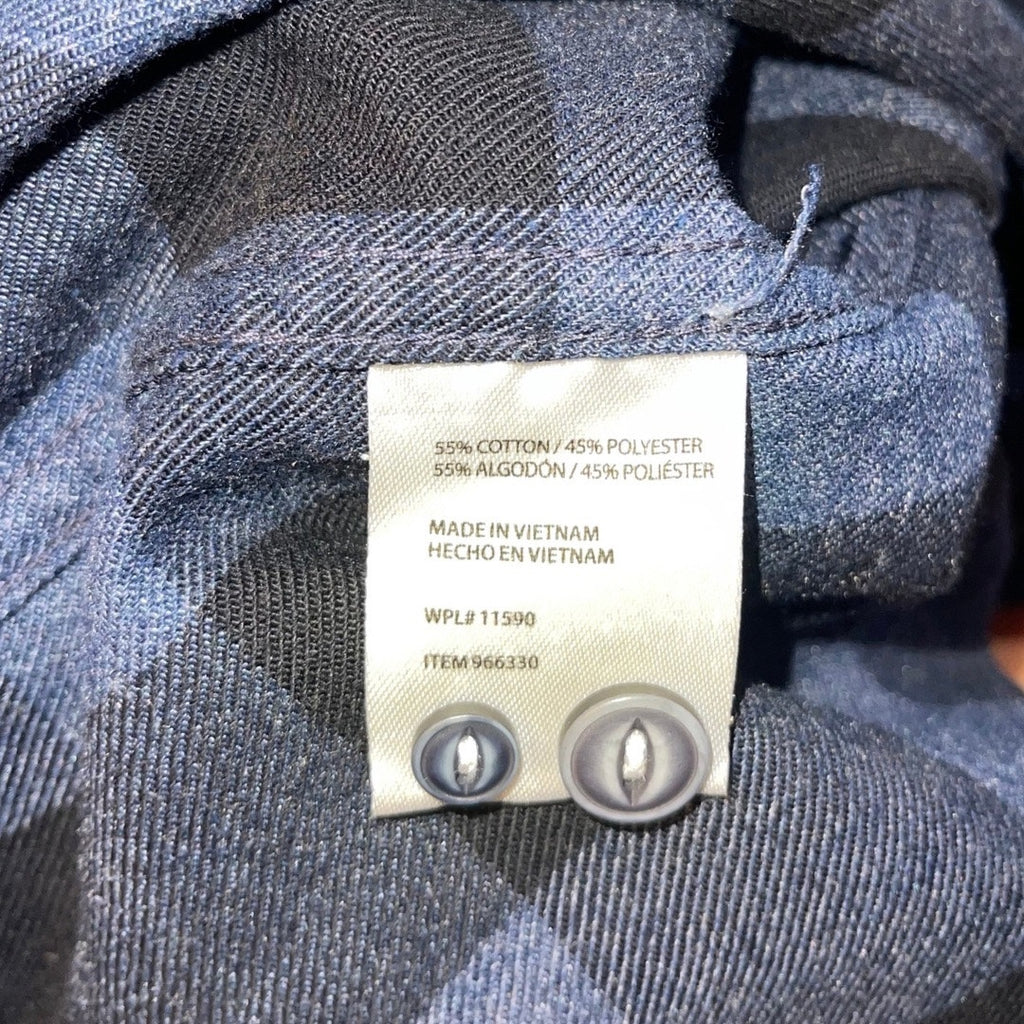 55% COTTON / 45% POLYESTER
55% ALGODÓN / 45% POLIÉSTER
MADE IN VIETNAM
HECHO EN VIETNAM
WPL# 11590
ITEM 966330